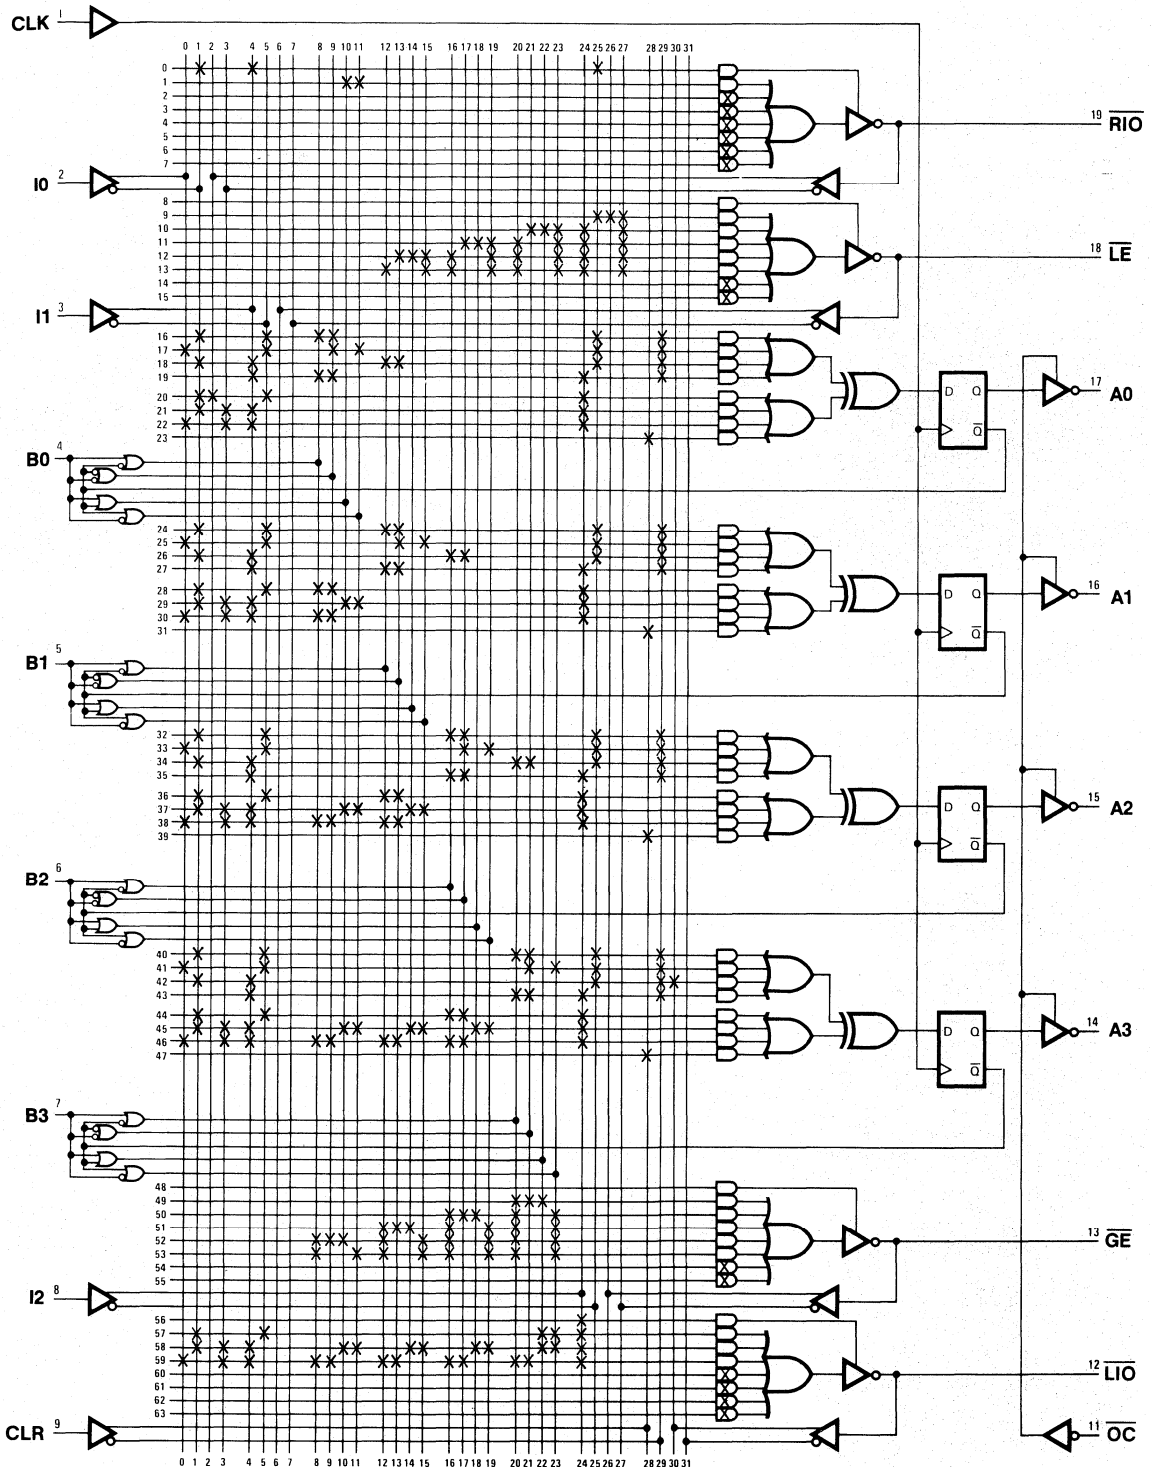 CLK 1
0 1 2 3 4 5 6 7 8 9 10 11 12 13 14 15 16 17 18 19 20 21 22 23 24 25 26 27 28 29 30 31
0
1
2
3
4
5
6
7
19 RIO
I0 2
8
9
10
11
12
13
14
15
18 LE
I1 3
16
17
18
19
20
21
22
23
D Q
Q
17 A0
B0 4
24
25
26
27
28
29
30
31
D Q
Q
16 A1
B1 5
32
33
34
35
36
37
38
39
D Q
Q
15 A2
B2 6
40
41
42
43
44
45
46
47
D Q
Q
14 A3
B3 7
48
49
50
51
52
53
54
55
13 GE
I2 8
56
57
58
59
60
61
62
63
12 LIO
CLR 9
11 OC
0 1 2 3 4 5 6 7 8 9 10 11 12 13 14 15 16 17 18 19 20 21 22 23 24 25 26 27 28 29 30 31